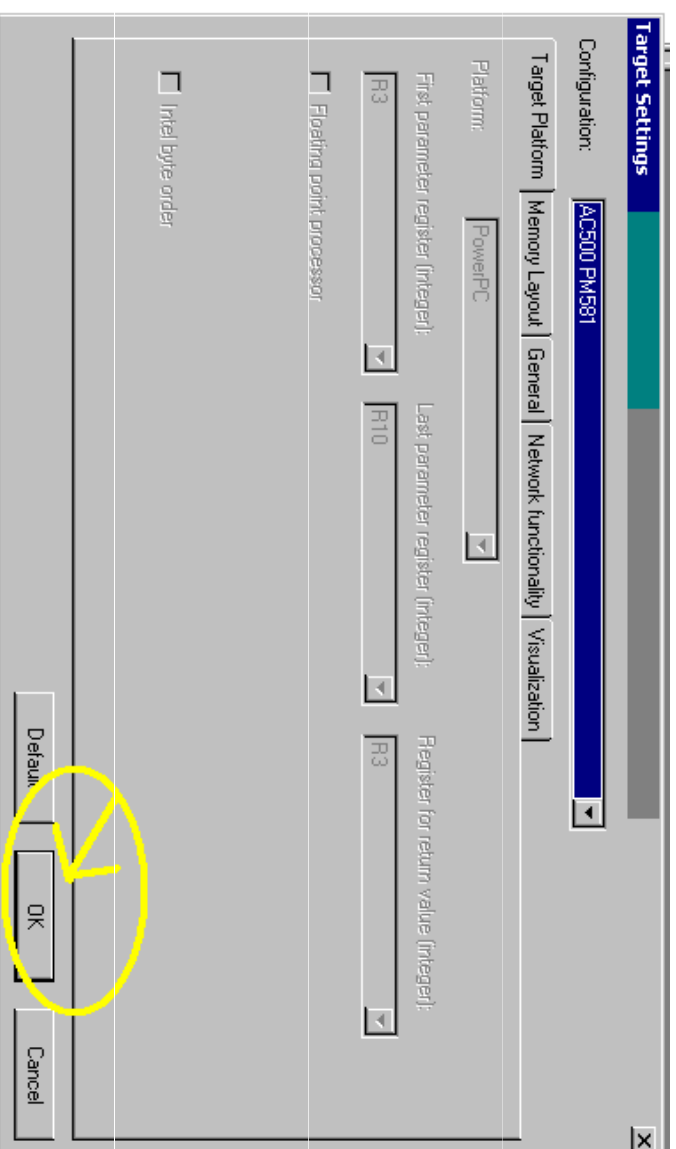 Target Settings
Configuration: AC500 PM581
Target Platform Memory Layout General Network functionality Visualization
Platform: PowerPC
First parameter register (integer): Last parameter register (integer): Register for return value (integer):
R3 R10 R3
Floating point processor
Intel byte order
Default OK Cancel